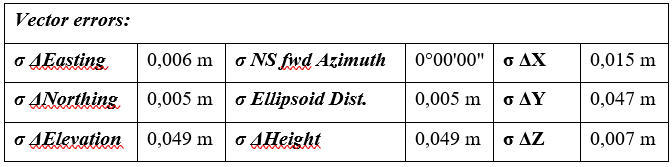 Vector errors:
σ ΔEasting 0,006 m σ NS fwd Azimuth 0°00'00" σ ΔX 0,015 m
σ ΔNorthing 0,005 m σ Ellipsoid Dist. 0,005 m σ ΔY 0,047 m
σ ΔElevation 0,049 m σ ΔHeight 0,049 m σ ΔZ 0,007 m